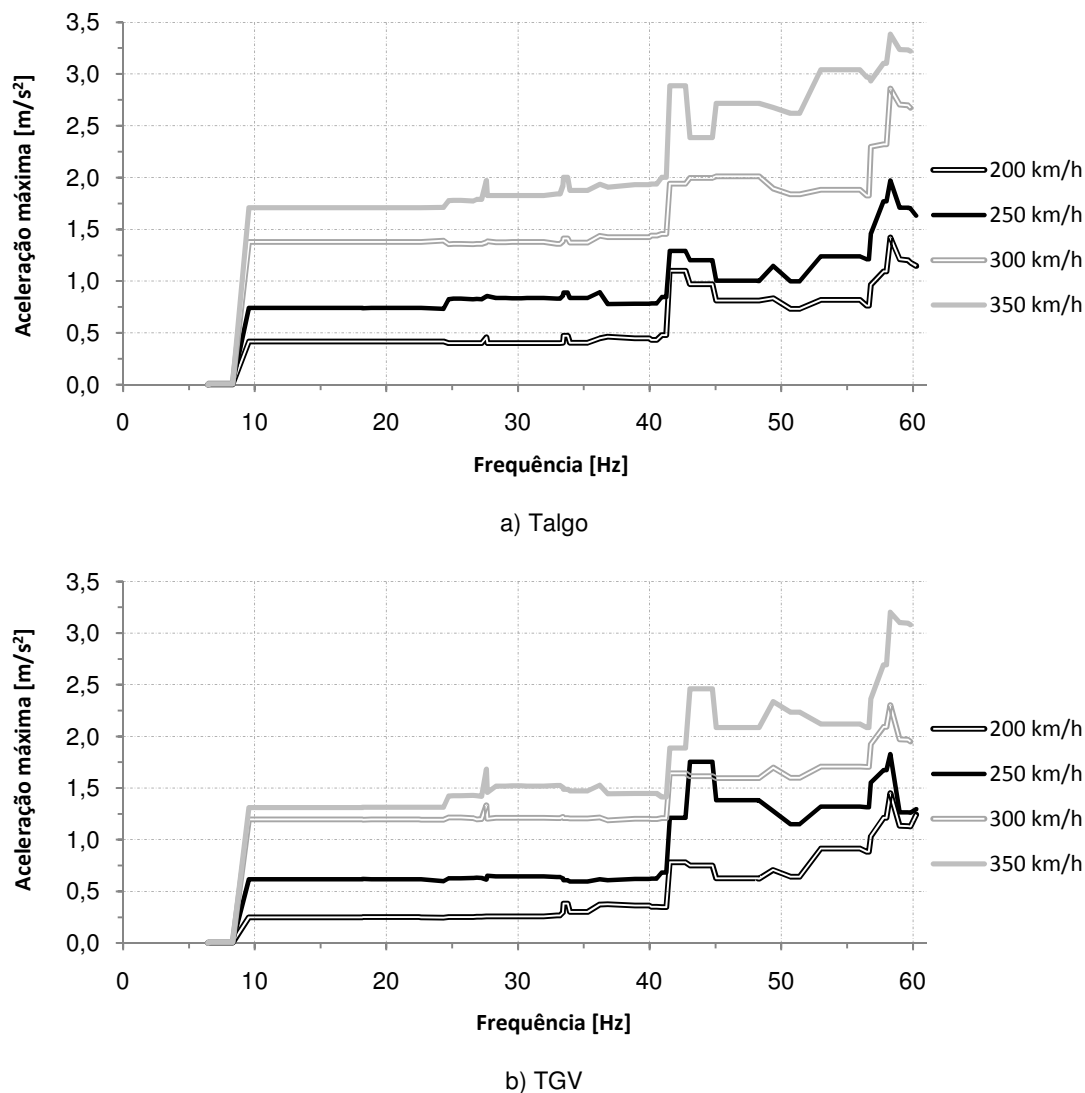 3,5
3,0
2,5
2,0
1,5
1,0
0,5
0,0
Aceleração máxima [m/s²]
0 10 20 30 40 50 60
Frequência [Hz]
200 km/h
250 km/h
300 km/h
350 km/h
a) Talgo
3,5
3,0
2,5
2,0
1,5
1,0
0,5
0,0
Aceleração máxima [m/s²]
0 10 20 30 40 50 60
Frequência [Hz]
200 km/h
250 km/h
300 km/h
350 km/h
b) TGV